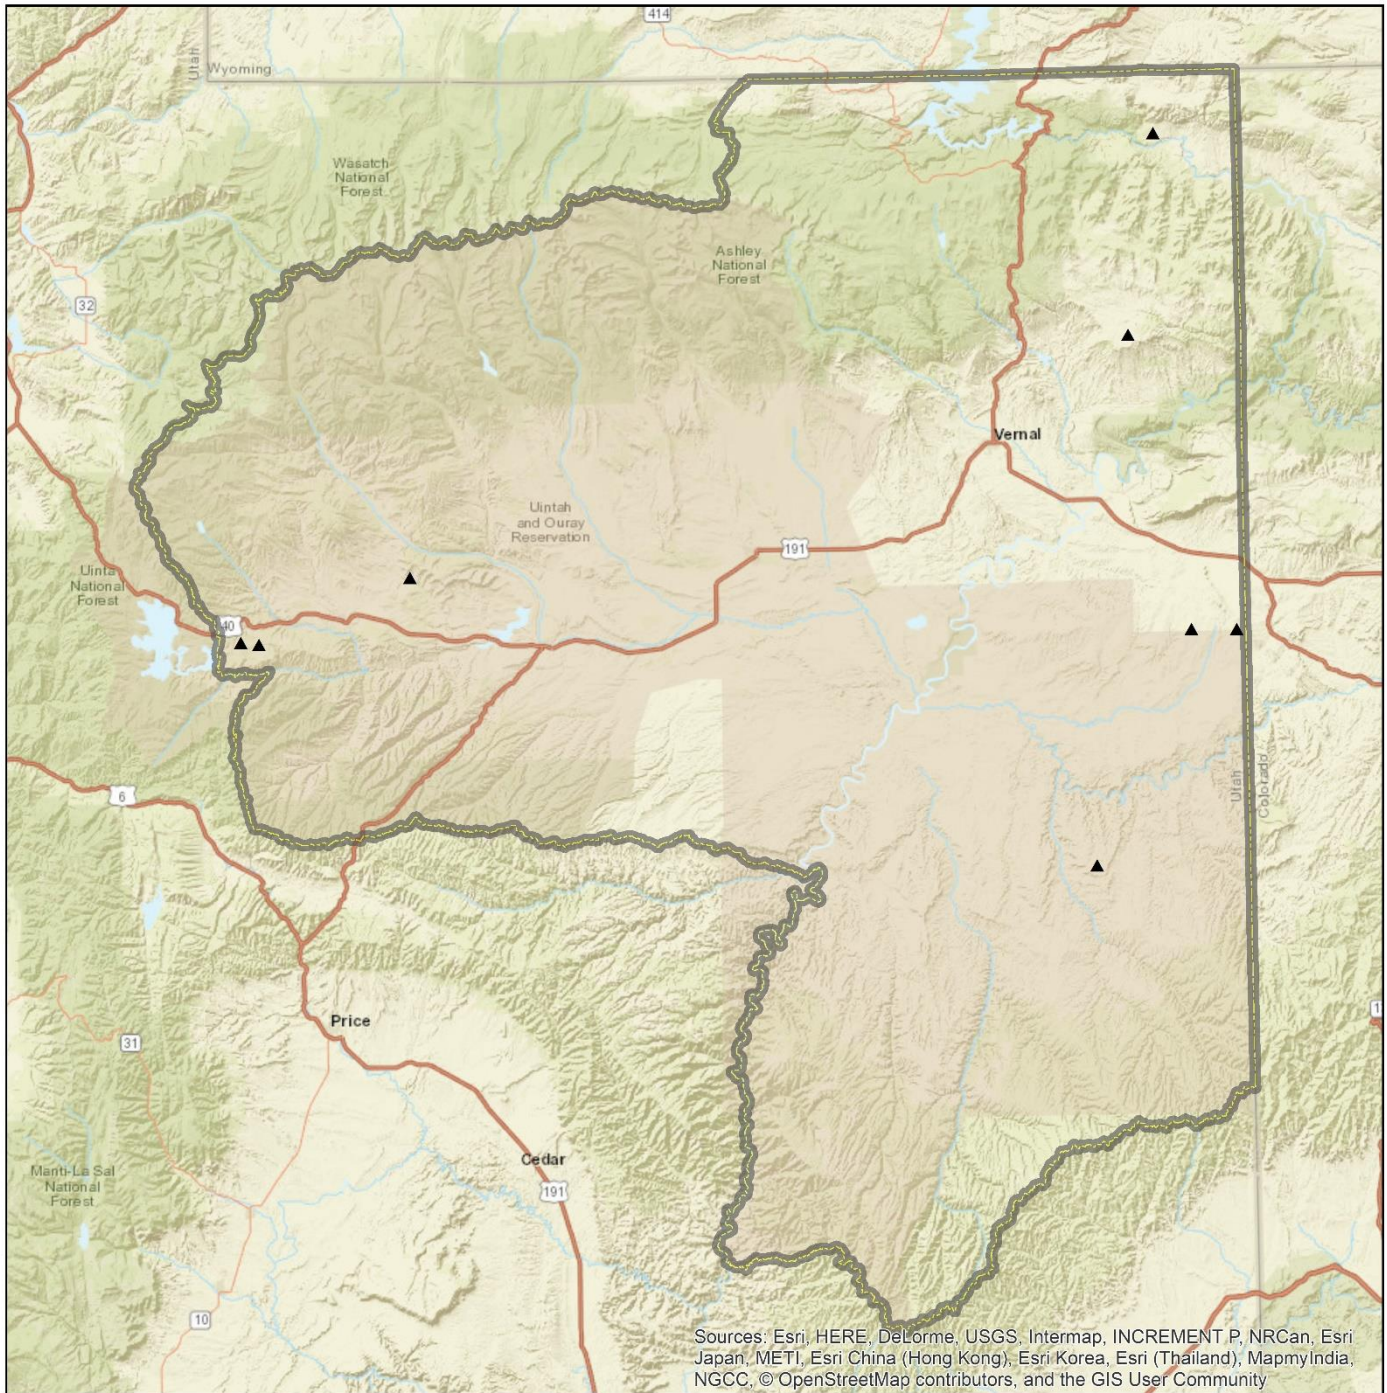 414
Utah
Wyoming
Wasatch
National
Forest
Ashley
National
Forest
32
Vernal
Uintah
and Ouray
Reservation
191
Uinta
National
Forest
40
Utah
Colorado
6
Price
31
Cedar
191
Manti-La Sal
National
Forest
10
Sources: Esri, HERE, DeLorme, USGS, Intermap, INCREMENT P, NRCan, Esri
Japan, METI, Esri China (Hong Kong), Esri Korea, Esri (Thailand), MapmyIndia,
NGCC, © OpenStreetMap contributors, and the GIS User Community